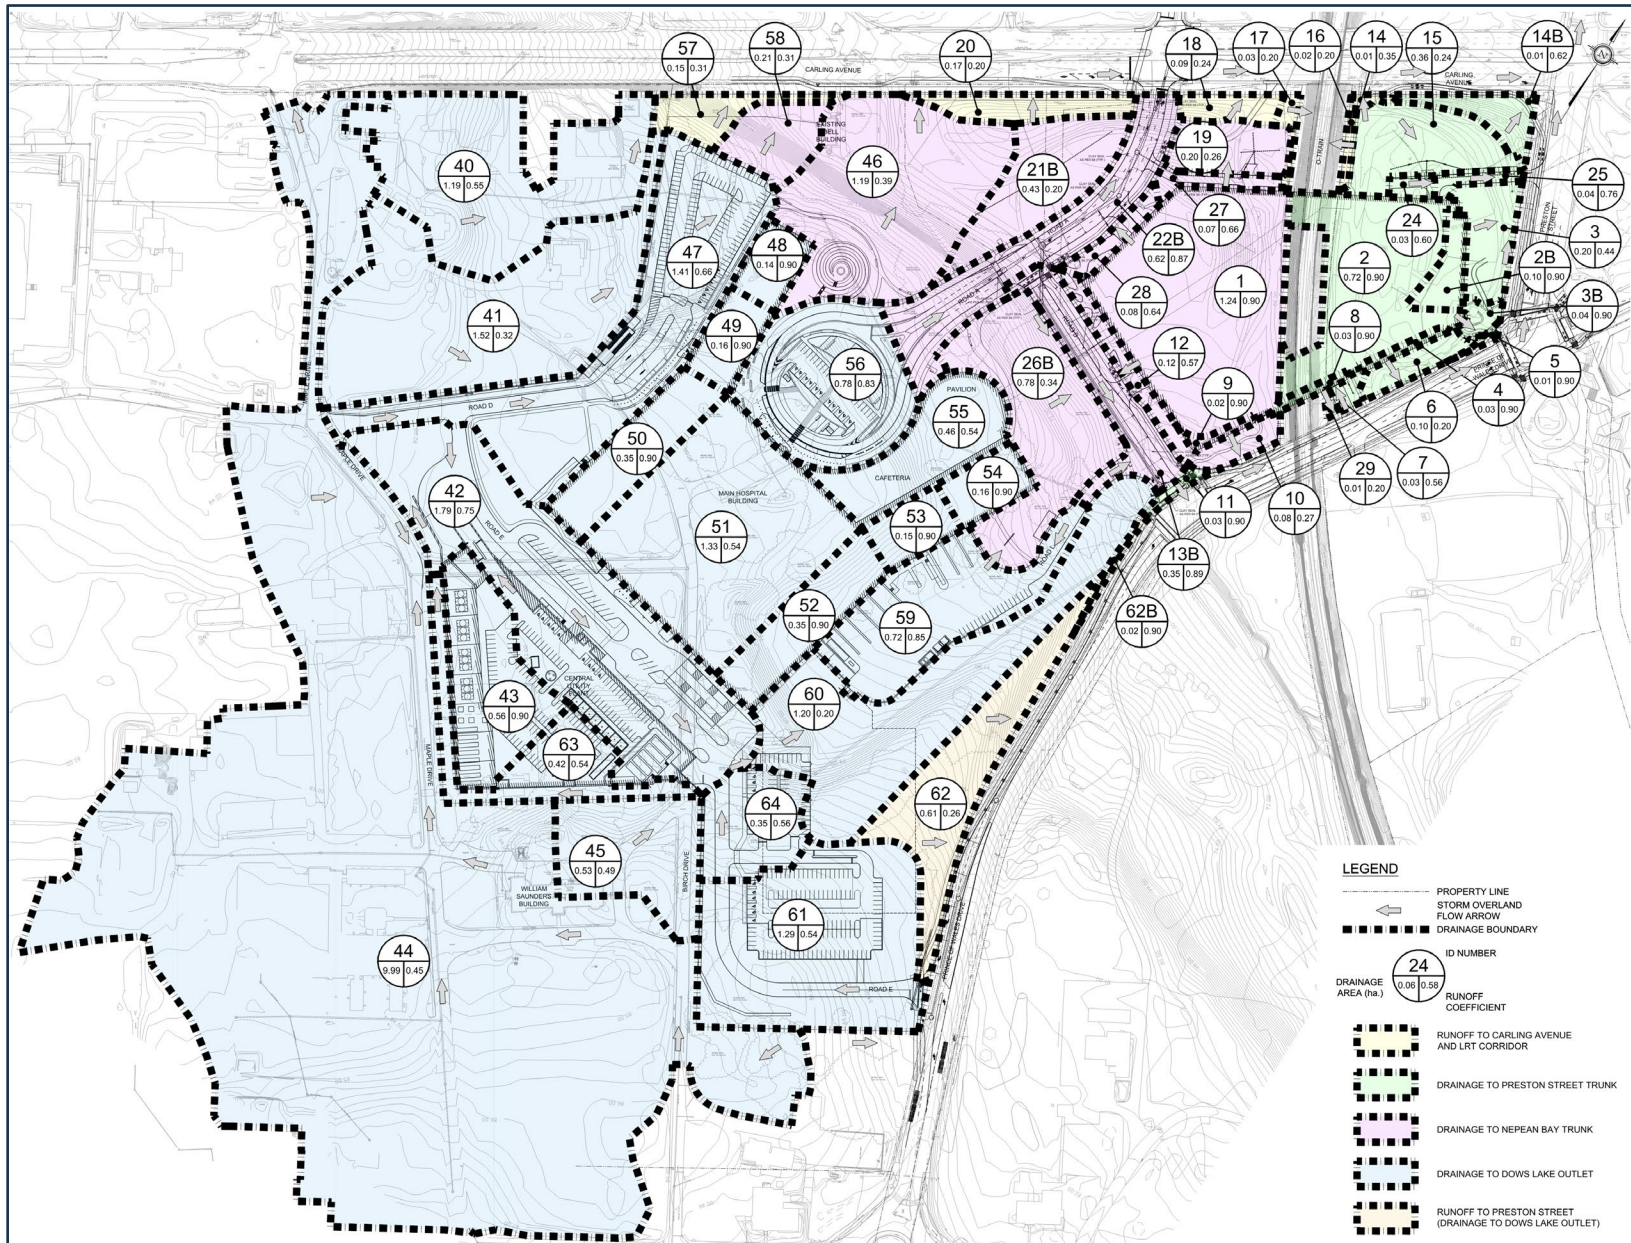 57
0.15 0.31
58
0.21 0.31
20
0.17 0.20
18
0.09 0.24
17
0.03 0.20
16
0.02 0.20
14
0.01 0.35
15
0.36 0.24
14B
0.01 0.62
CARLING AVENUE
CARLING
AVENUE
40
1.19 0.55
46
1.19 0.39
21B
0.43 0.20
19
0.20 0.26
O-TRAIN
25
0.04 0.76
PRESTON
STREET
24
0.03 0.60
3
0.20 0.44
27
0.07 0.66
22B
0.62 0.87
47
1.41 0.66
48
0.14 0.90
2
0.72 0.90
2B
0.10 0.90
1
1.24 0.90
28
0.08 0.64
3B
0.04 0.90
41
1.52 0.32
49
0.16 0.90
ROAD A
8
0.03 0.90
12
0.12 0.57
5
0.01 0.90
56
0.78 0.83
26B
0.78 0.34
9
0.02 0.90
4
0.03 0.90
6
0.10 0.20
PAVILION
ROAD D
55
0.46 0.54
50
0.35 0.90
29
0.01 0.20
7
0.03 0.56
CAFETERIA
54
0.16 0.90
MAIN HOSPITAL
BUILDING
42
1.79 0.75
11
0.03 0.90
10
0.08 0.27
ROAD E
51
1.33 0.54
53
0.15 0.90
13B
0.35 0.89
52
0.35 0.90
59
0.72 0.85
62B
0.02 0.90
CENTRAL
UTILITY
PLANT
43
0.56 0.90
60
1.20 0.20
63
0.42 0.54
MAPLE DRIVE
62
0.61 0.26
64
0.35 0.56
45
0.53 0.49
BIRCH DRIVE
WILLIAM
SAUNDERS
BUILDING
61
1.29 0.54
PRINCE OF WALES DRIVE
44
9.99 0.45
ROAD E
LEGEND
PROPERTY LINE
STORM OVERLAND
FLOW ARROW
DRAINAGE BOUNDARY
ID NUMBER
24
0.06 0.58
DRAINAGE
AREA (ha.)
RUNOFF
COEFFICIENT
RUNOFF TO CARLING AVENUE
AND LRT CORRIDOR
DRAINAGE TO PRESTON STREET TRUNK
DRAINAGE TO NEPEAN BAY TRUNK
DRAINAGE TO DOWS LAKE OUTLET
RUNOFF TO PRESTON STREET
(DRAINAGE TO DOWS LAKE OUTLET)